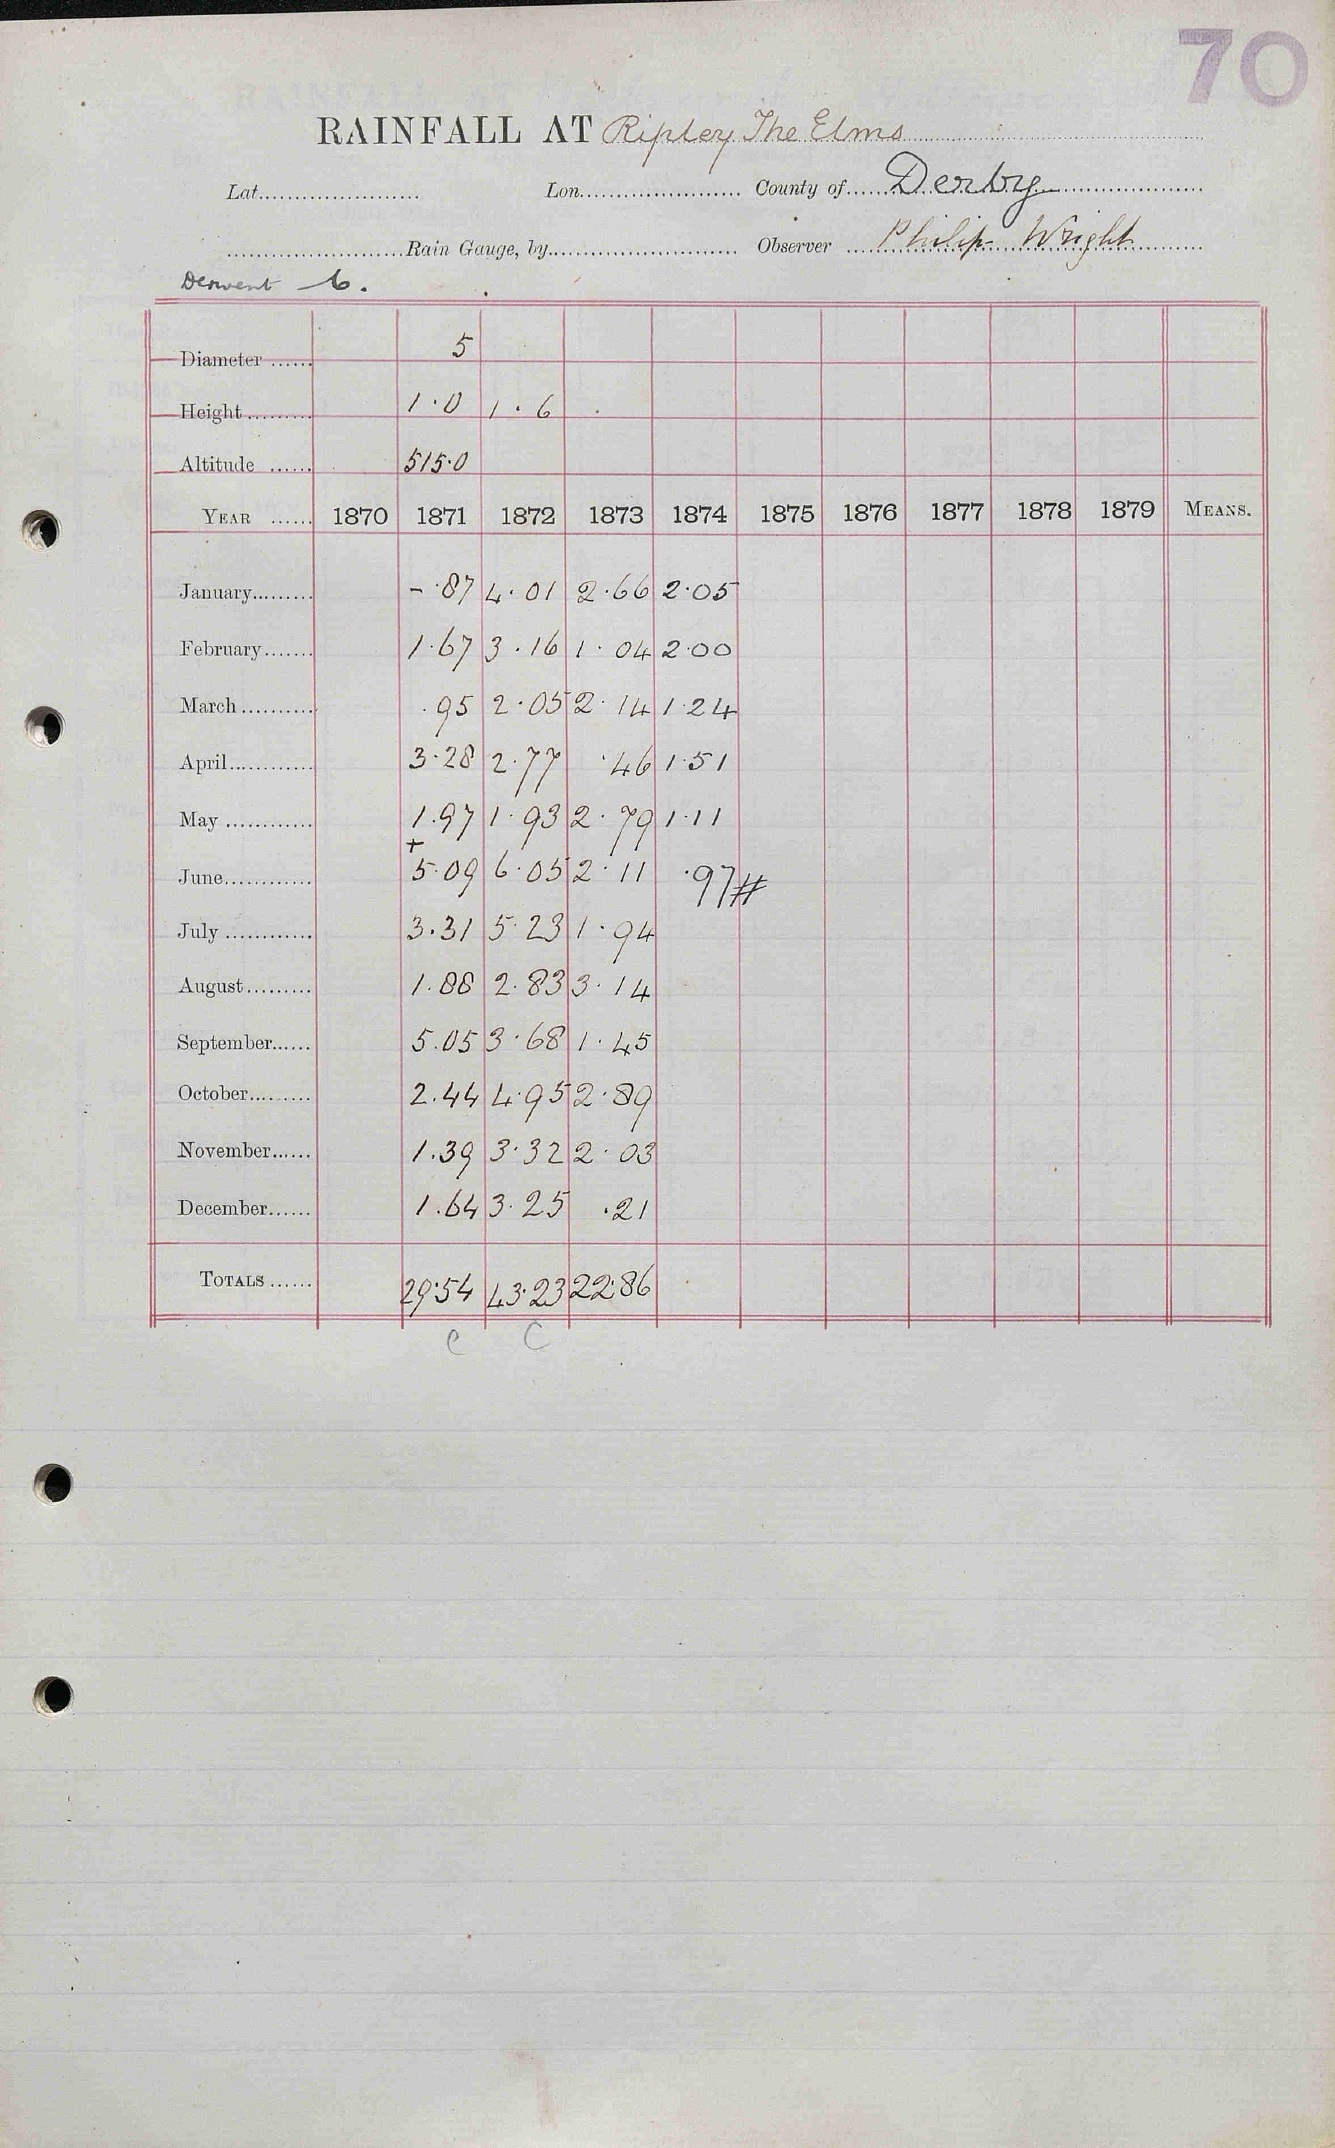 70
RAINFALL AT Ripley The Elms
Lat. Lon. County of Derby
Rain Gauge, by Observer Philip Wright
Derwent 6.
Diameter 5
Height 1.0 1.6
Altitude 515.0
YEAR 1870 1871 1872 1873 1874 1875 1876 1877 1878 1879 MEANS.
January - .87 4.01 2.66 2.05
February 1.67 3.16 1.04 2.00
March .95 2.05 2.14 1.24
April 3.28 2.77 .46 1.51
May 1.97 1.93 2.79 1.11
June +5.09 6.05 2.11 .97#
July 3.31 5.23 1.94
August 1.88 2.83 3.14
September 5.05 3.68 1.45
October 2.44 4.95 2.89
November 1.39 3.32 2.03
December 1.64 3.25 .21
TOTALS 29.54 43.23 22.86
C C